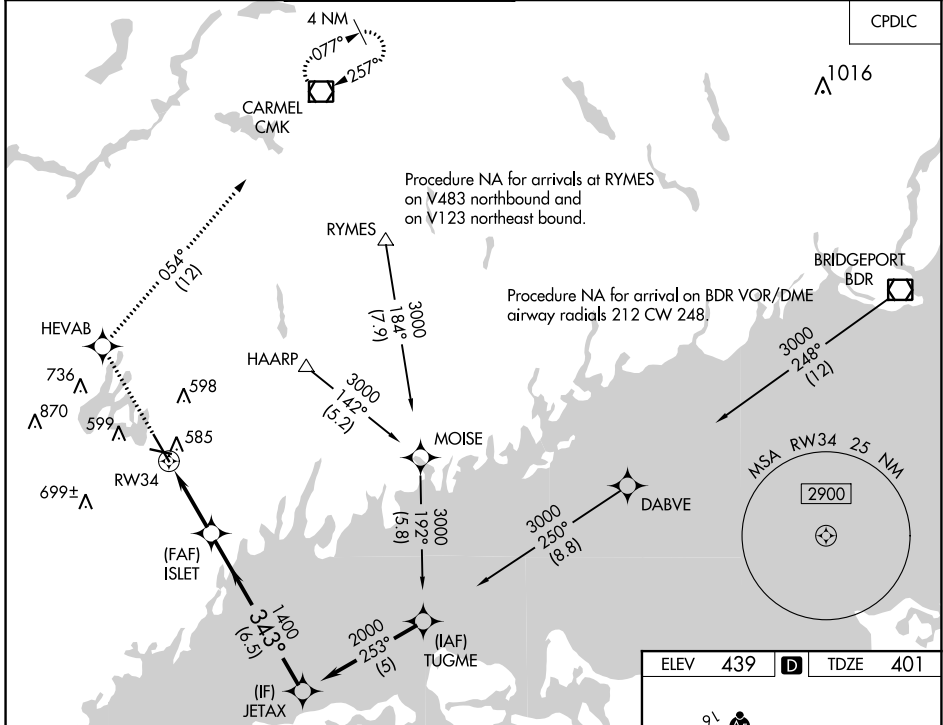 CPDLC
4 NM
077°
257°
CARMEL
CMK
1016
Procedure NA for arrivals at RYMES
on V483 northbound and
on V123 northeast bound.
RYMES
054°
(12)
3000
184°
(7.9)
BRIDGEPORT
BDR
Procedure NA for arrival on BDR VOR/DME
airway radials 212 CW 248.
3000
248°
(12)
HEVAB
HAARP
3000
142°
(5.2)
736
598
870
599
585
MOISE
RW34
699±
MSA RW34 25 NM
2900
DABVE
3000
192°
(5.8)
3000
250°
(8.8)
(FAF)
ISLET
1400
343°
(6.5)
2000
253°
(5)
(IAF)
TUGME
(IF)
JETAX
ELEV 439 D TDZE 401
16